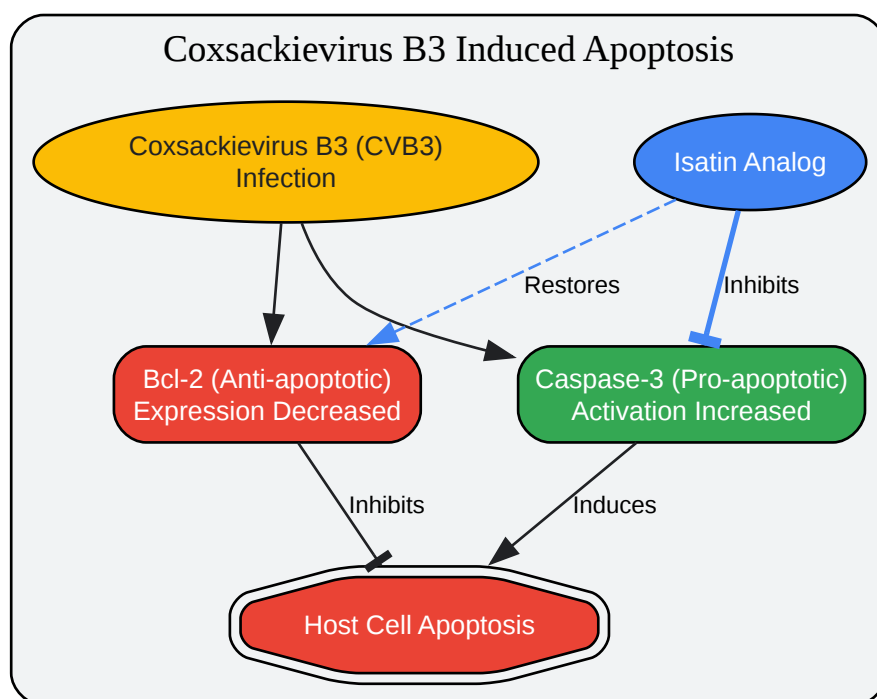 Coxsackievirus B3 Induced Apoptosis
Coxsackievirus B3 (CVB3)
Infection
Isatin Analog
Restores
Inhibits
Bcl-2 (Anti-apoptotic)
Expression Decreased
Caspase-3 (Pro-apoptotic)
Activation Increased
Inhibits
Induces
Host Cell Apoptosis